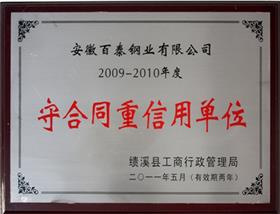 安徽百泰钢业有限公司
2009-2010年度
守合同重信用单位
绩溪县工商行政管理局
二〇一一年五月(有效期两年)